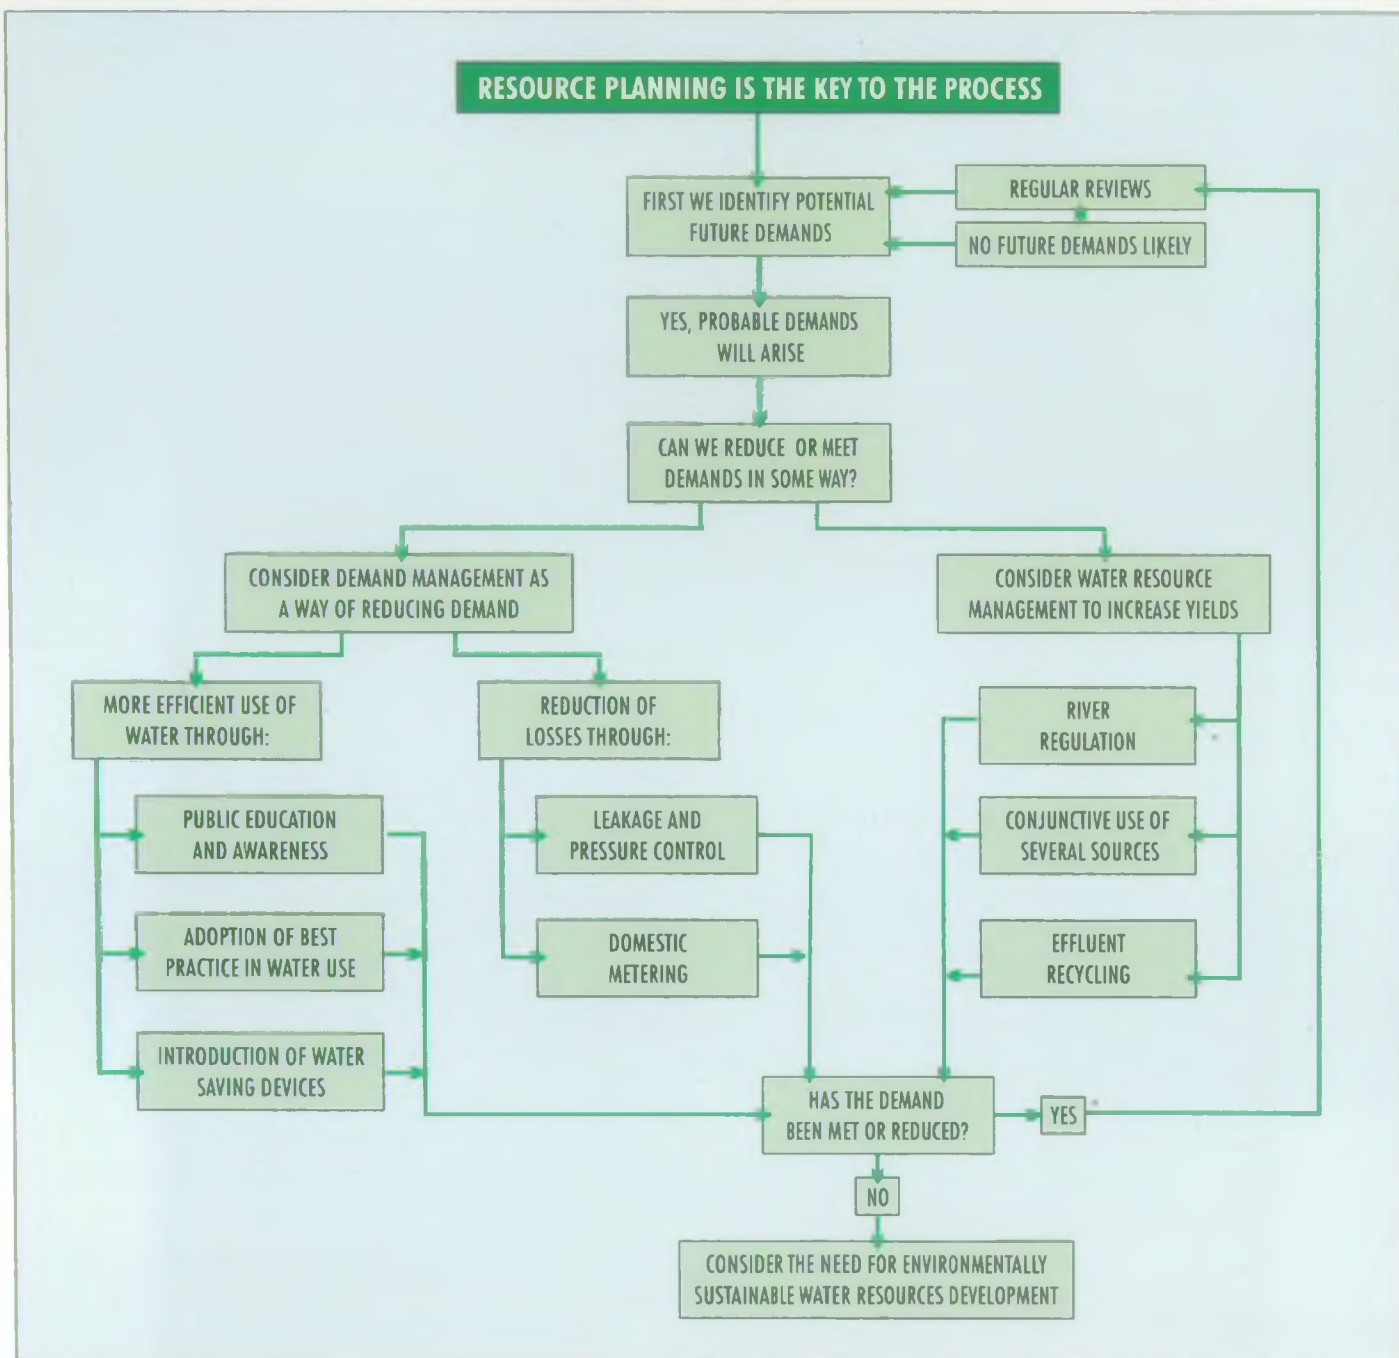 RESOURCE PLANNING IS THE KEY TO THE PROCESS
FIRST WE IDENTIFY POTENTIAL
FUTURE DEMANDS
REGULAR REVIEWS
NO FUTURE DEMANDS LIKELY
YES, PROBABLE DEMANDS
WILL ARISE
CAN WE REDUCE OR MEET
DEMANDS IN SOME WAY?
CONSIDER DEMAND MANAGEMENT AS
A WAY OF REDUCING DEMAND
CONSIDER WATER RESOURCE
MANAGEMENT TO INCREASE YIELDS
MORE EFFICIENT USE OF
WATER THROUGH:
REDUCTION OF
LOSSES THROUGH:
RIVER
REGULATION
PUBLIC EDUCATION
AND AWARENESS
LEAKAGE AND
PRESSURE CONTROL
CONJUNCTIVE USE OF
SEVERAL SOURCES
ADOPTION OF BEST
PRACTICE IN WATER USE
DOMESTIC
METERING
EFFLUENT
RECYCLING
INTRODUCTION OF WATER
SAVING DEVICES
HAS THE DEMAND
BEEN MET OR REDUCED?
YES
NO
CONSIDER THE NEED FOR ENVIRONMENTALLY
SUSTAINABLE WATER RESOURCES DEVELOPMENT